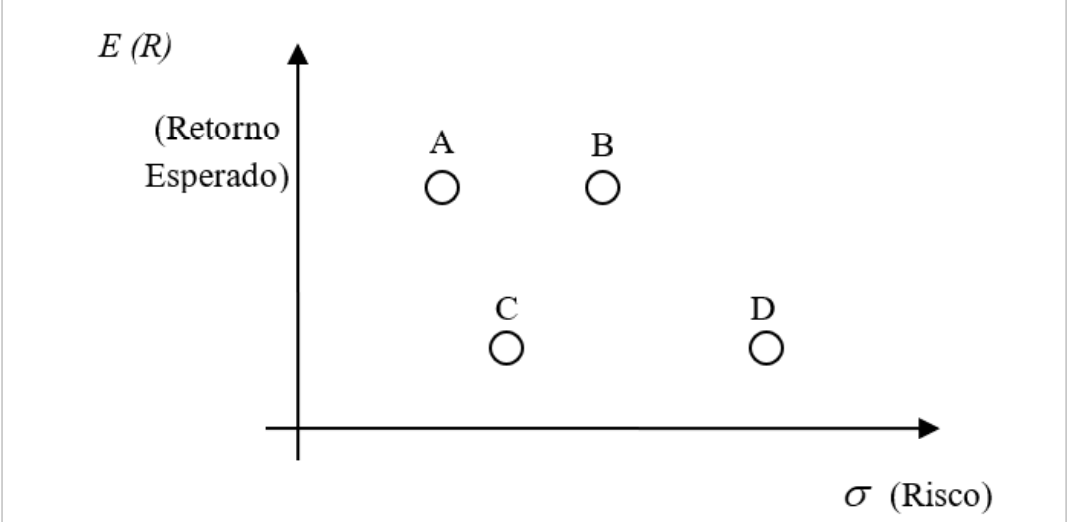 E (R)
(Retorno
Esperado)
A
B
C
D
σ (Risco)